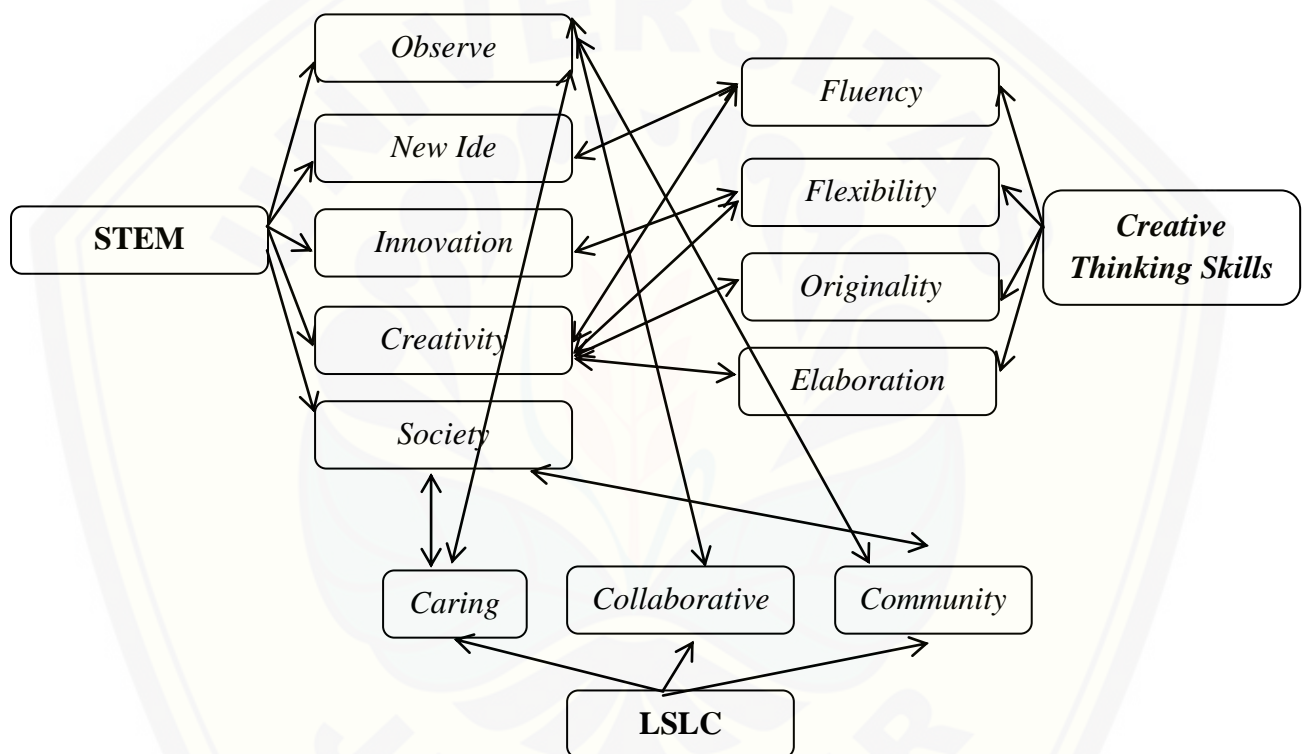 Observe
New Ide
Innovation
Creativity
Society
STEM
Fluency
Flexibility
Originality
Elaboration
Creative
Thinking Skills
Caring
Collaborative
Community
LSLC